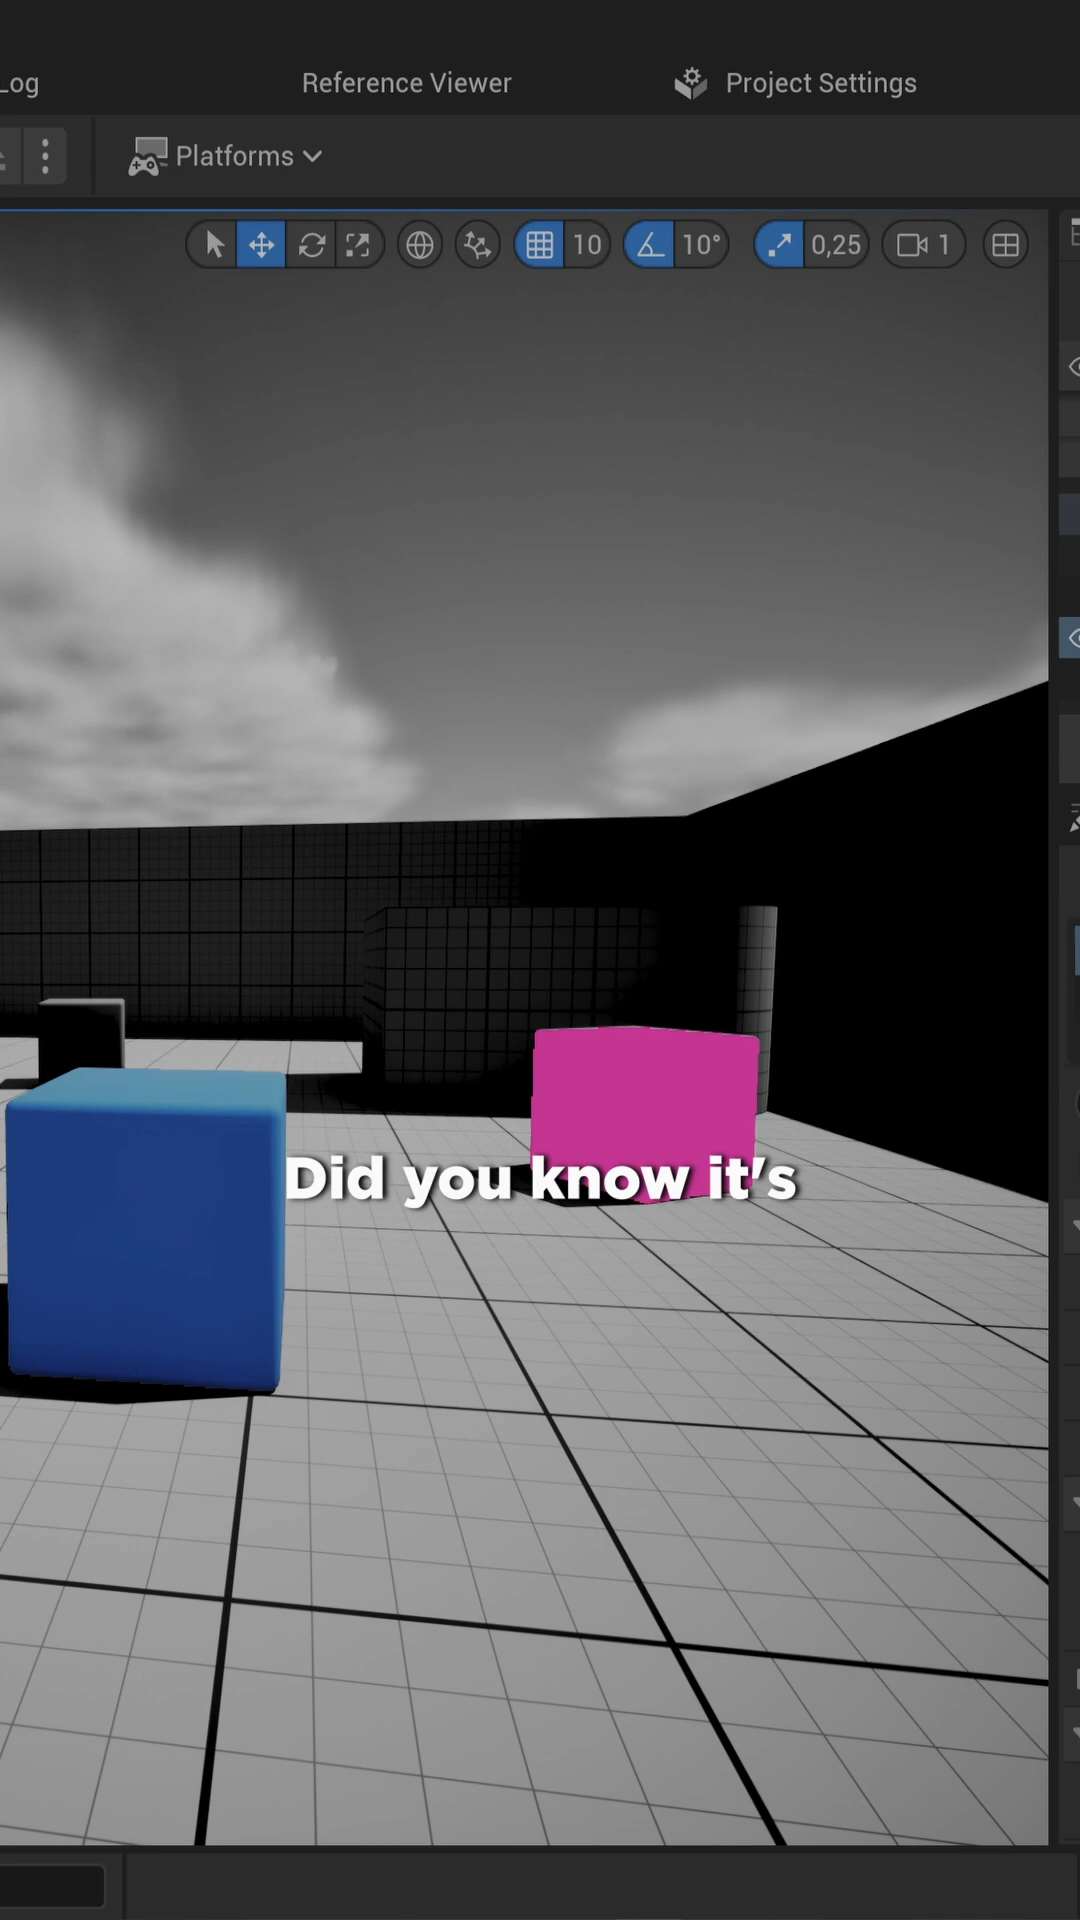 Log
Reference Viewer
Project Settings
Platforms
10
10°
0,25
1
Did you know it's